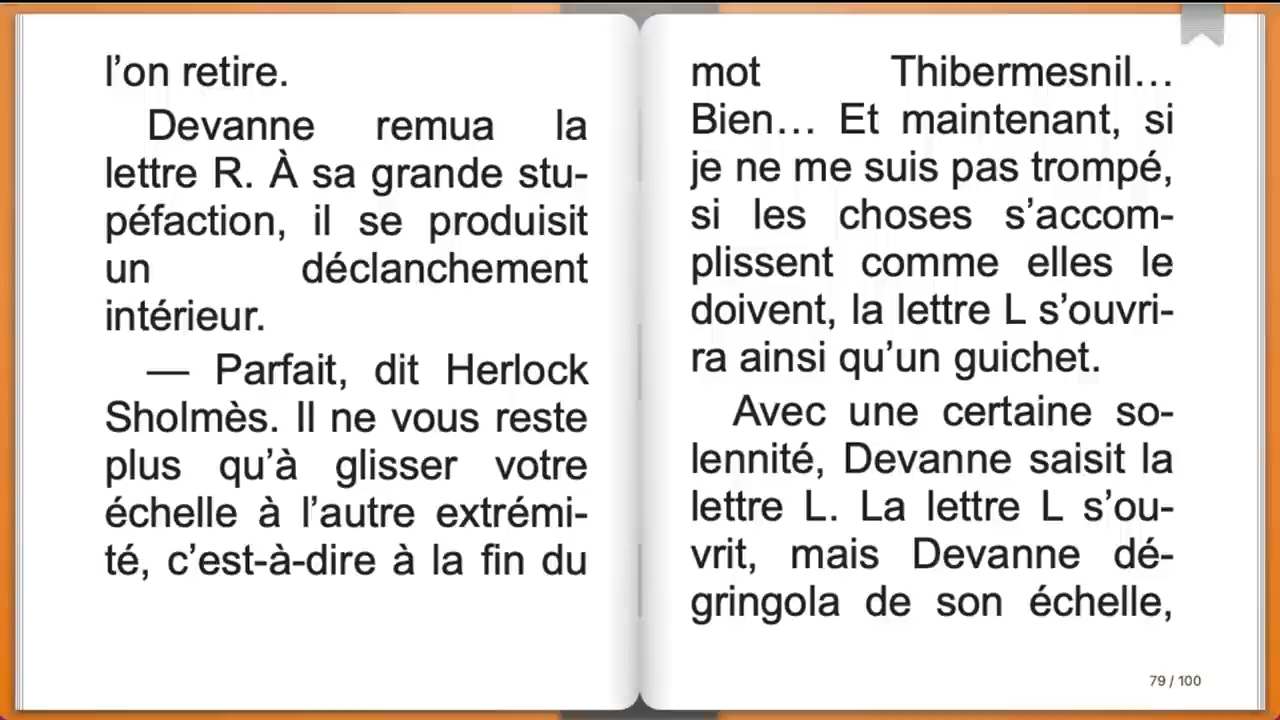 l’on retire.
Devanne remua la
lettre R. À sa grande stu-
péfaction, il se produisit
un déclanchement
intérieur.
— Parfait, dit Herlock
Sholmès. Il ne vous reste
plus qu’à glisser votre
échelle à l’autre extrémi-
té, c’est-à-dire à la fin du
mot Thibermesnil…
Bien… Et maintenant, si
je ne me suis pas trompé,
si les choses s’accom-
plissent comme elles le
doivent, la lettre L s’ouvri-
ra ainsi qu’un guichet.
Avec une certaine so-
lennité, Devanne saisit la
lettre L. La lettre L s’ou-
vrit, mais Devanne dé-
gringola de son échelle,
79 / 100